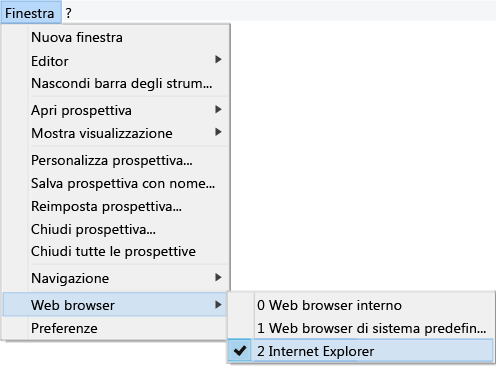 Finestra ?
Nuova finestra
Editor
Nascondi barra degli strum...
Apri prospettiva
Mostra visualizzazione
Personalizza prospettiva...
Salva prospettiva con nome...
Reimposta prospettiva...
Chiudi prospettiva...
Chiudi tutte le prospettive
Navigazione
Web browser
Preferenze
0 Web browser interno
1 Web browser di sistema predefin...
2 Internet Explorer